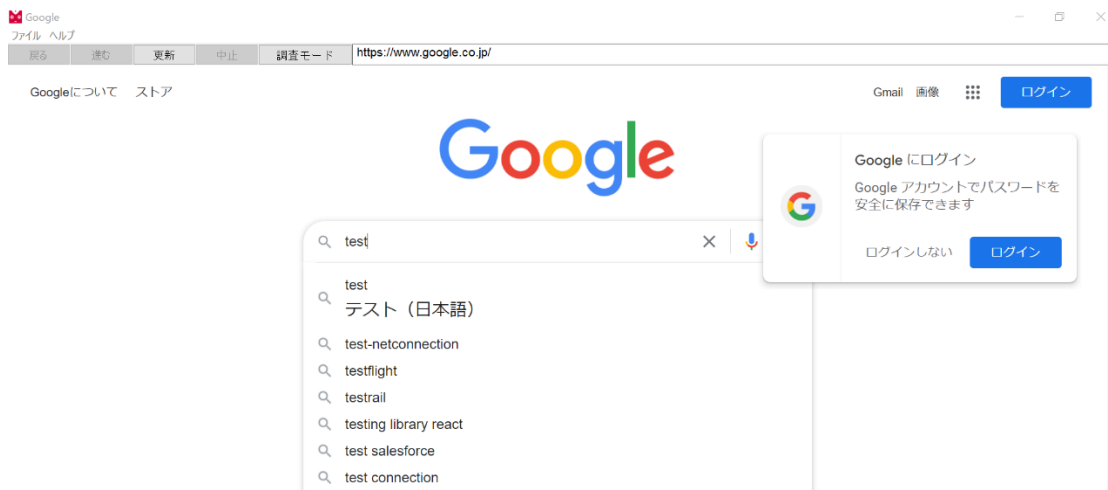 Google
ファイル ヘルプ
戻る 進む 更新 中止 調査モード https://www.google.co.jp/
Googleについて ストア Gmail 画像 ログイン
Google
Google にログイン
Google アカウントでパスワードを
安全に保存できます
ログインしない ログイン
test
test
テスト（日本語）
test-netconnection
testflight
testrail
testing library react
test salesforce
test connection